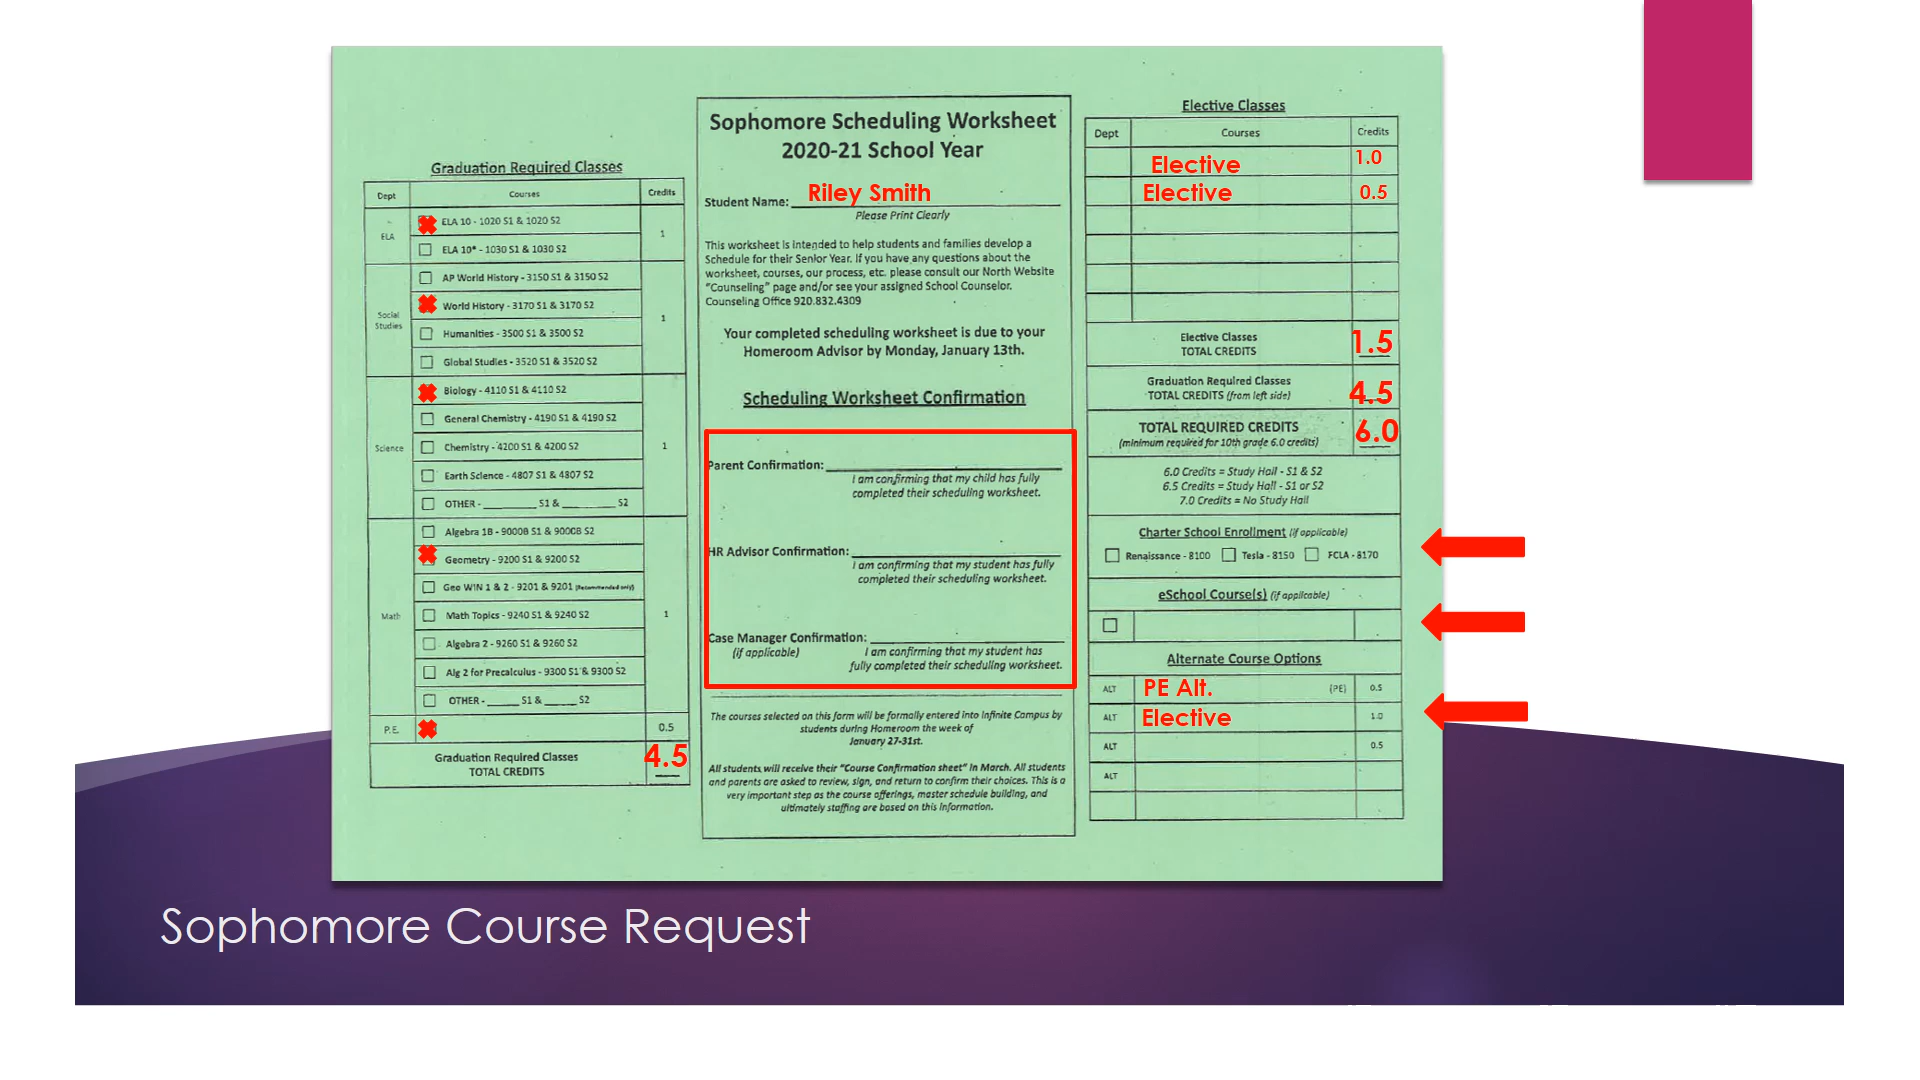 Graduation Required Classes
Dept Courses Credits
ELA
ELA 10 - 1020 S1 & 1020 S2
ELA 10* - 1030 S1 & 1030 S2
1
Social Studies
AP World History - 3150 S1 & 3150 S2
World History - 3170 S1 & 3170 S2
Humanities - 3500 S1 & 3500 S2
Global Studies - 3520 S1 & 3520 S2
1
Science
Biology - 4110 S1 & 4110 S2
General Chemistry - 4190 S1 & 4190 S2
Chemistry - 4200 S1 & 4200 S2
Earth Science - 4807 S1 & 4807 S2
OTHER - ________ S1 & ________ S2
1
Math
Algebra 1B - 9000B S1 & 9000B S2
Geometry - 9200 S1 & 9200 S2
Geo WIN 1 & 2 - 9201 & 9201 (Recommended only)
Math Topics - 9240 S1 & 9240 S2
Algebra 2 - 9260 S1 & 9260 S2
Alg 2 for Precalculus - 9300 S1 & 9300 S2
OTHER - _____ S1 & _____ S2
1
P.E. 0.5
Graduation Required Classes
TOTAL CREDITS
4.5
Sophomore Scheduling Worksheet
2020-21 School Year
Student Name: Riley Smith
Please Print Clearly
This worksheet is intended to help students and families develop a
Schedule for their Senior Year. If you have any questions about the
worksheet, courses, our process, etc. please consult our North Website
"Counseling" page and/or see your assigned School Counselor.
Counseling Office 920.832.4309
Your completed scheduling worksheet is due to your
Homeroom Advisor by Monday, January 13th.
Scheduling Worksheet Confirmation
Parent Confirmation:
I am confirming that my child has fully
completed their scheduling worksheet.
HR Advisor Confirmation:
I am confirming that my student has fully
completed their scheduling worksheet.
Case Manager Confirmation:
(if applicable) I am confirming that my student has
fully completed their scheduling worksheet.
The courses selected on this form will be formally entered into Infinite Campus by
students during Homeroom the week of
January 27-31st.
All students will receive their "Course Confirmation sheet" in March. All students
and parents are asked to review, sign, and return to confirm their choices. This is a
very important step as the course offerings, master schedule building, and
ultimately staffing are based on this information.
Elective Classes
Dept Courses Credits
Elective 1.0
Elective 0.5
Elective Classes
TOTAL CREDITS
1.5
Graduation Required Classes
TOTAL CREDITS (from left side)
4.5
TOTAL REQUIRED CREDITS
(minimum required for 10th grade 6.0 credits)
6.0
6.0 Credits = Study Hall - S1 & S2
6.5 Credits = Study Hall - S1 or S2
7.0 Credits = No Study Hall
Charter School Enrollment (if applicable)
Renaissance - 8100 Tesla - 8150 FCLA - 8170
eSchool Course(s) (if applicable)
Alternate Course Options
ALT PE Alt. (PE) 0.5
ALT Elective 1.0
ALT 0.5
ALT
Sophomore Course Request